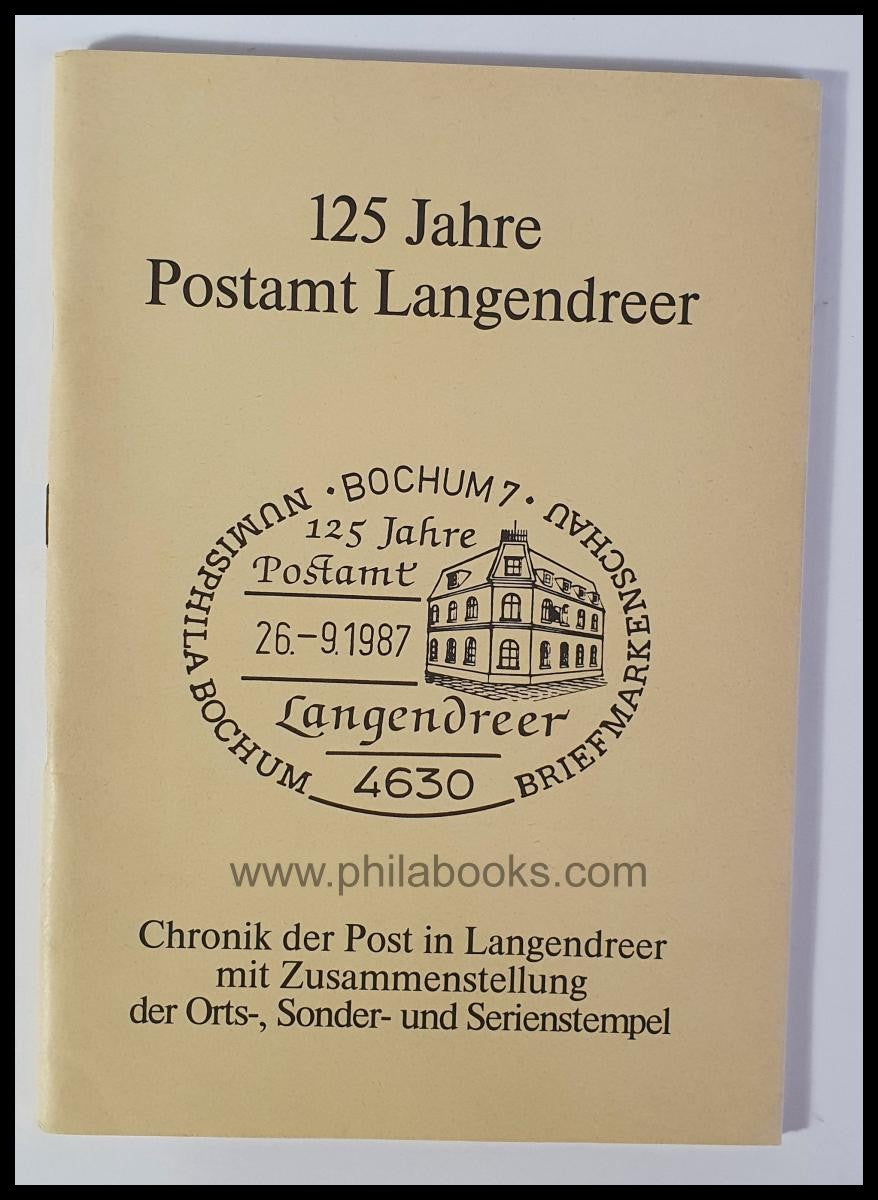 125 Jahre
Postamt Langendreer
· BOCHUM 7 ·
NUMISPHILA BOCHUM
BRIEFMARKENSCHAU
125 Jahre
Postamt
26.-9.1987
Langendreer
4630
www.philabooks.com
Chronik der Post in Langendreer
mit Zusammenstellung
der Orts-, Sonder- und Serienstempel